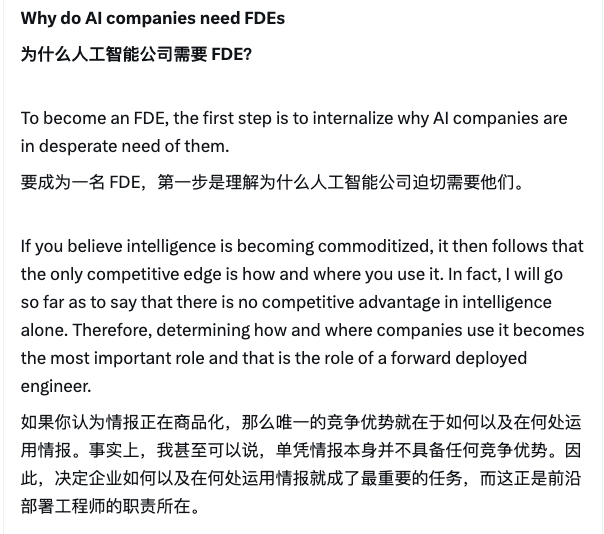 Why do AI companies need FDEs
为什么人工智能公司需要 FDE?
To become an FDE, the first step is to internalize why AI companies are
in desperate need of them.
要成为一名 FDE，第一步是理解为什么人工智能公司迫切需要他们。
If you believe intelligence is becoming commoditized, it then follows that
the only competitive edge is how and where you use it. In fact, I will go
so far as to say that there is no competitive advantage in intelligence
alone. Therefore, determining how and where companies use it becomes
the most important role and that is the role of a forward deployed
engineer.
如果你认为情报正在商品化，那么唯一的竞争优势就在于如何以及在何处运
用情报。事实上，我甚至可以说，单凭情报本身并不具备任何竞争优势。因
此，决定企业如何以及在何处运用情报就成了最重要的任务，而这正是前沿
部署工程师的职责所在。